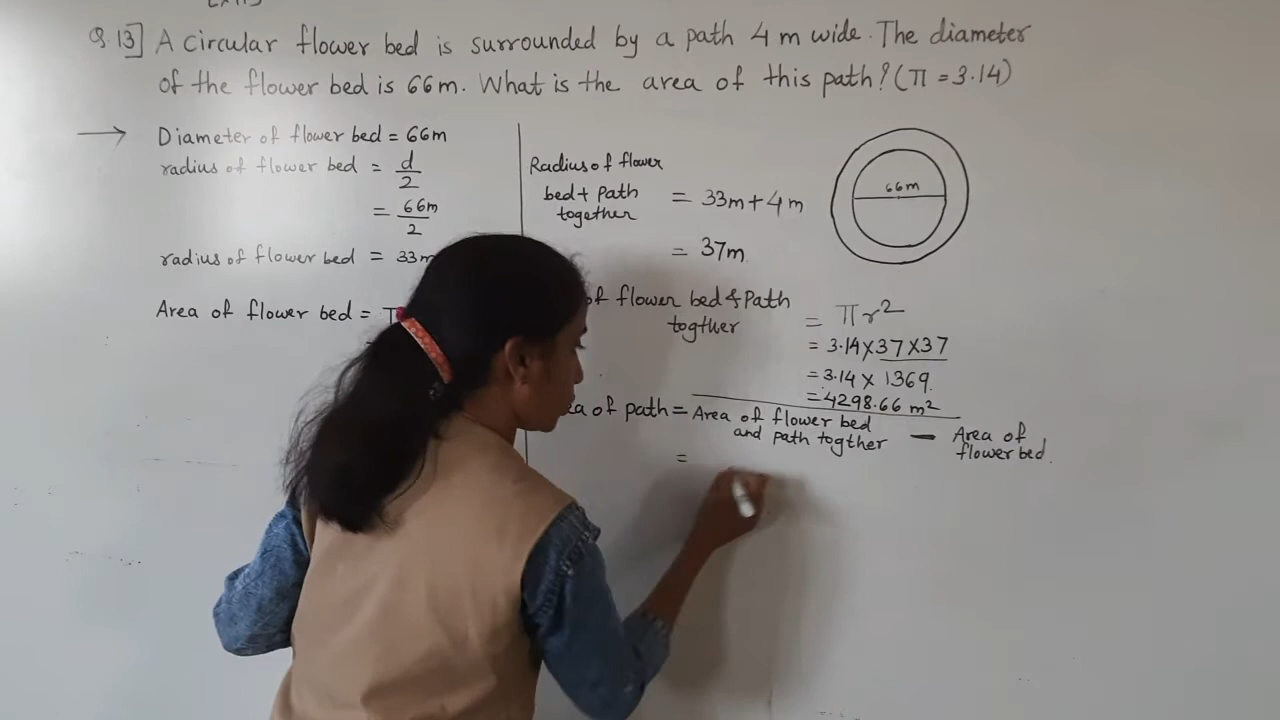 Q.13] A circular flower bed is surrounded by a path 4 m wide. The diameter
of the flower bed is 66m. What is the area of this path? (π = 3.14)
Diameter of flower bed = 66m
radius of flower bed = d
2
= 66m
2
radius of flower bed = 33m
Area of flower bed =
Radius of flower
bed + Path
together
= 33m + 4 m
= 37m
66m
of flower bed & Path
togther
= πr²
= 3.14 × 37 × 37
= 3.14 × 1369
= 4298.66 m²
of path = Area of flower bed
and path togther
— Area of
flower bed.
=